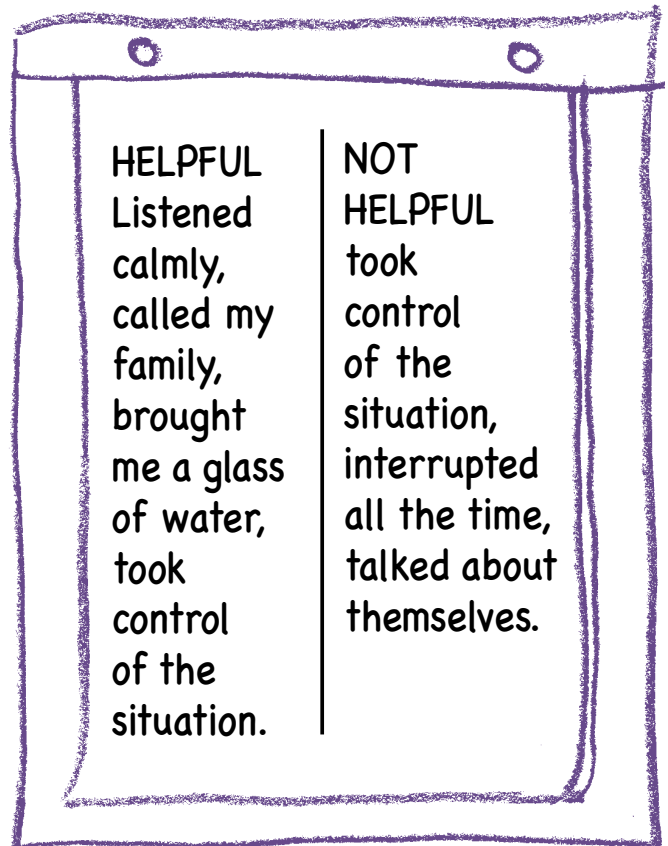 HELPFUL
Listened
calmly,
called my
family,
brought
me a glass
of water,
took
control
of the
situation.
NOT
HELPFUL
took
control
of the
situation,
interrupted
all the time,
talked about
themselves.